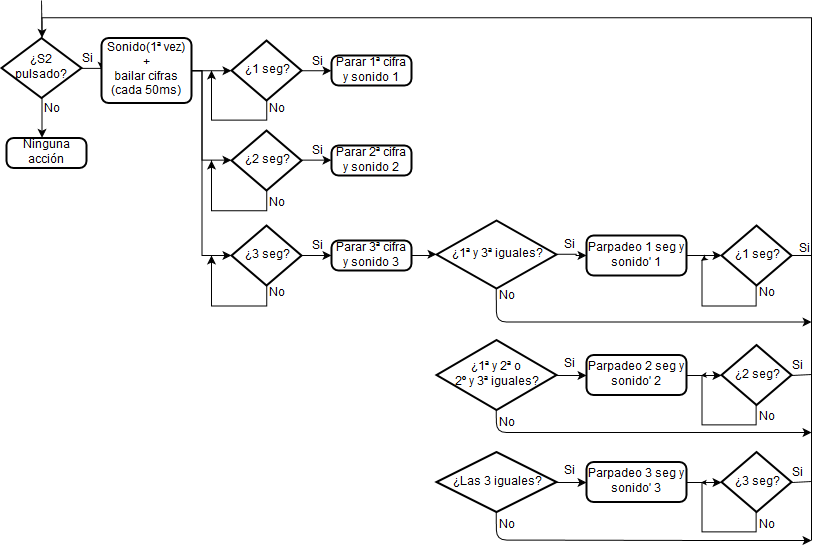 ¿S2
pulsado?
Si
No
Ninguna
acción
Sonido(1ª vez)
+
bailar cifras
(cada 50ms)
¿1 seg?
Si
No
Parar 1ª cifra
y sonido 1
¿2 seg?
Si
No
Parar 2ª cifra
y sonido 2
¿3 seg?
Si
No
Parar 3ª cifra
y sonido 3
¿1ª y 3ª iguales?
Si
No
Parpadeo 1 seg y
sonido' 1
¿1 seg?
Si
No
¿1ª y 2ª o
2º y 3ª iguales?
Si
No
Parpadeo 2 seg y
sonido' 2
¿2 seg?
Si
No
¿Las 3 iguales?
Si
No
Parpadeo 3 seg y
sonido' 3
¿3 seg?
Si
No